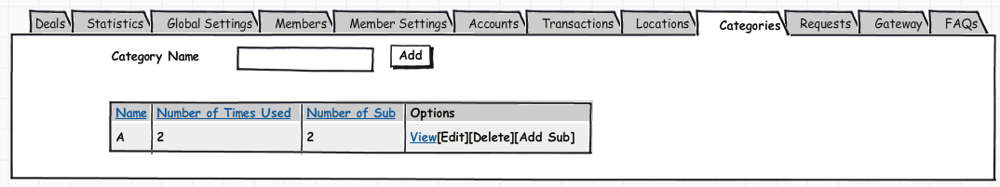 Deals Statistics Global Settings Members Member Settings Accounts Transactions Locations Categories Requests Gateway FAQs
Category Name Add
Name Number of Times Used Number of Sub Options
A 2 2 View[Edit][Delete][Add Sub]